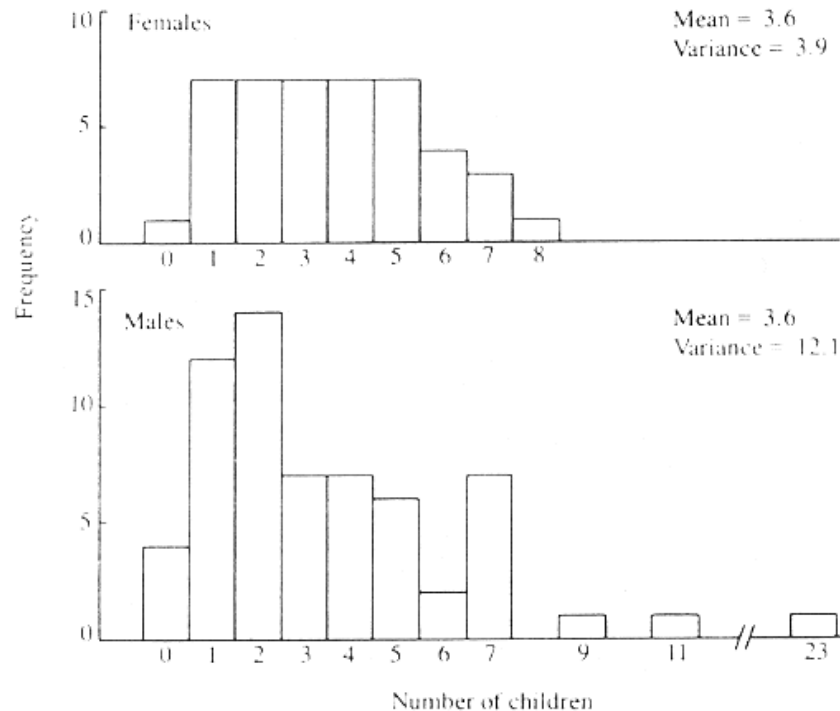 10
Females
Mean = 3.6
Variance = 3.9
5
0
0 1 2 3 4 5 6 7 8
Frequency
15
Males
Mean = 3.6
Variance = 12.1
10
5
0
0 1 2 3 4 5 6 7 9 11 23
Number of children